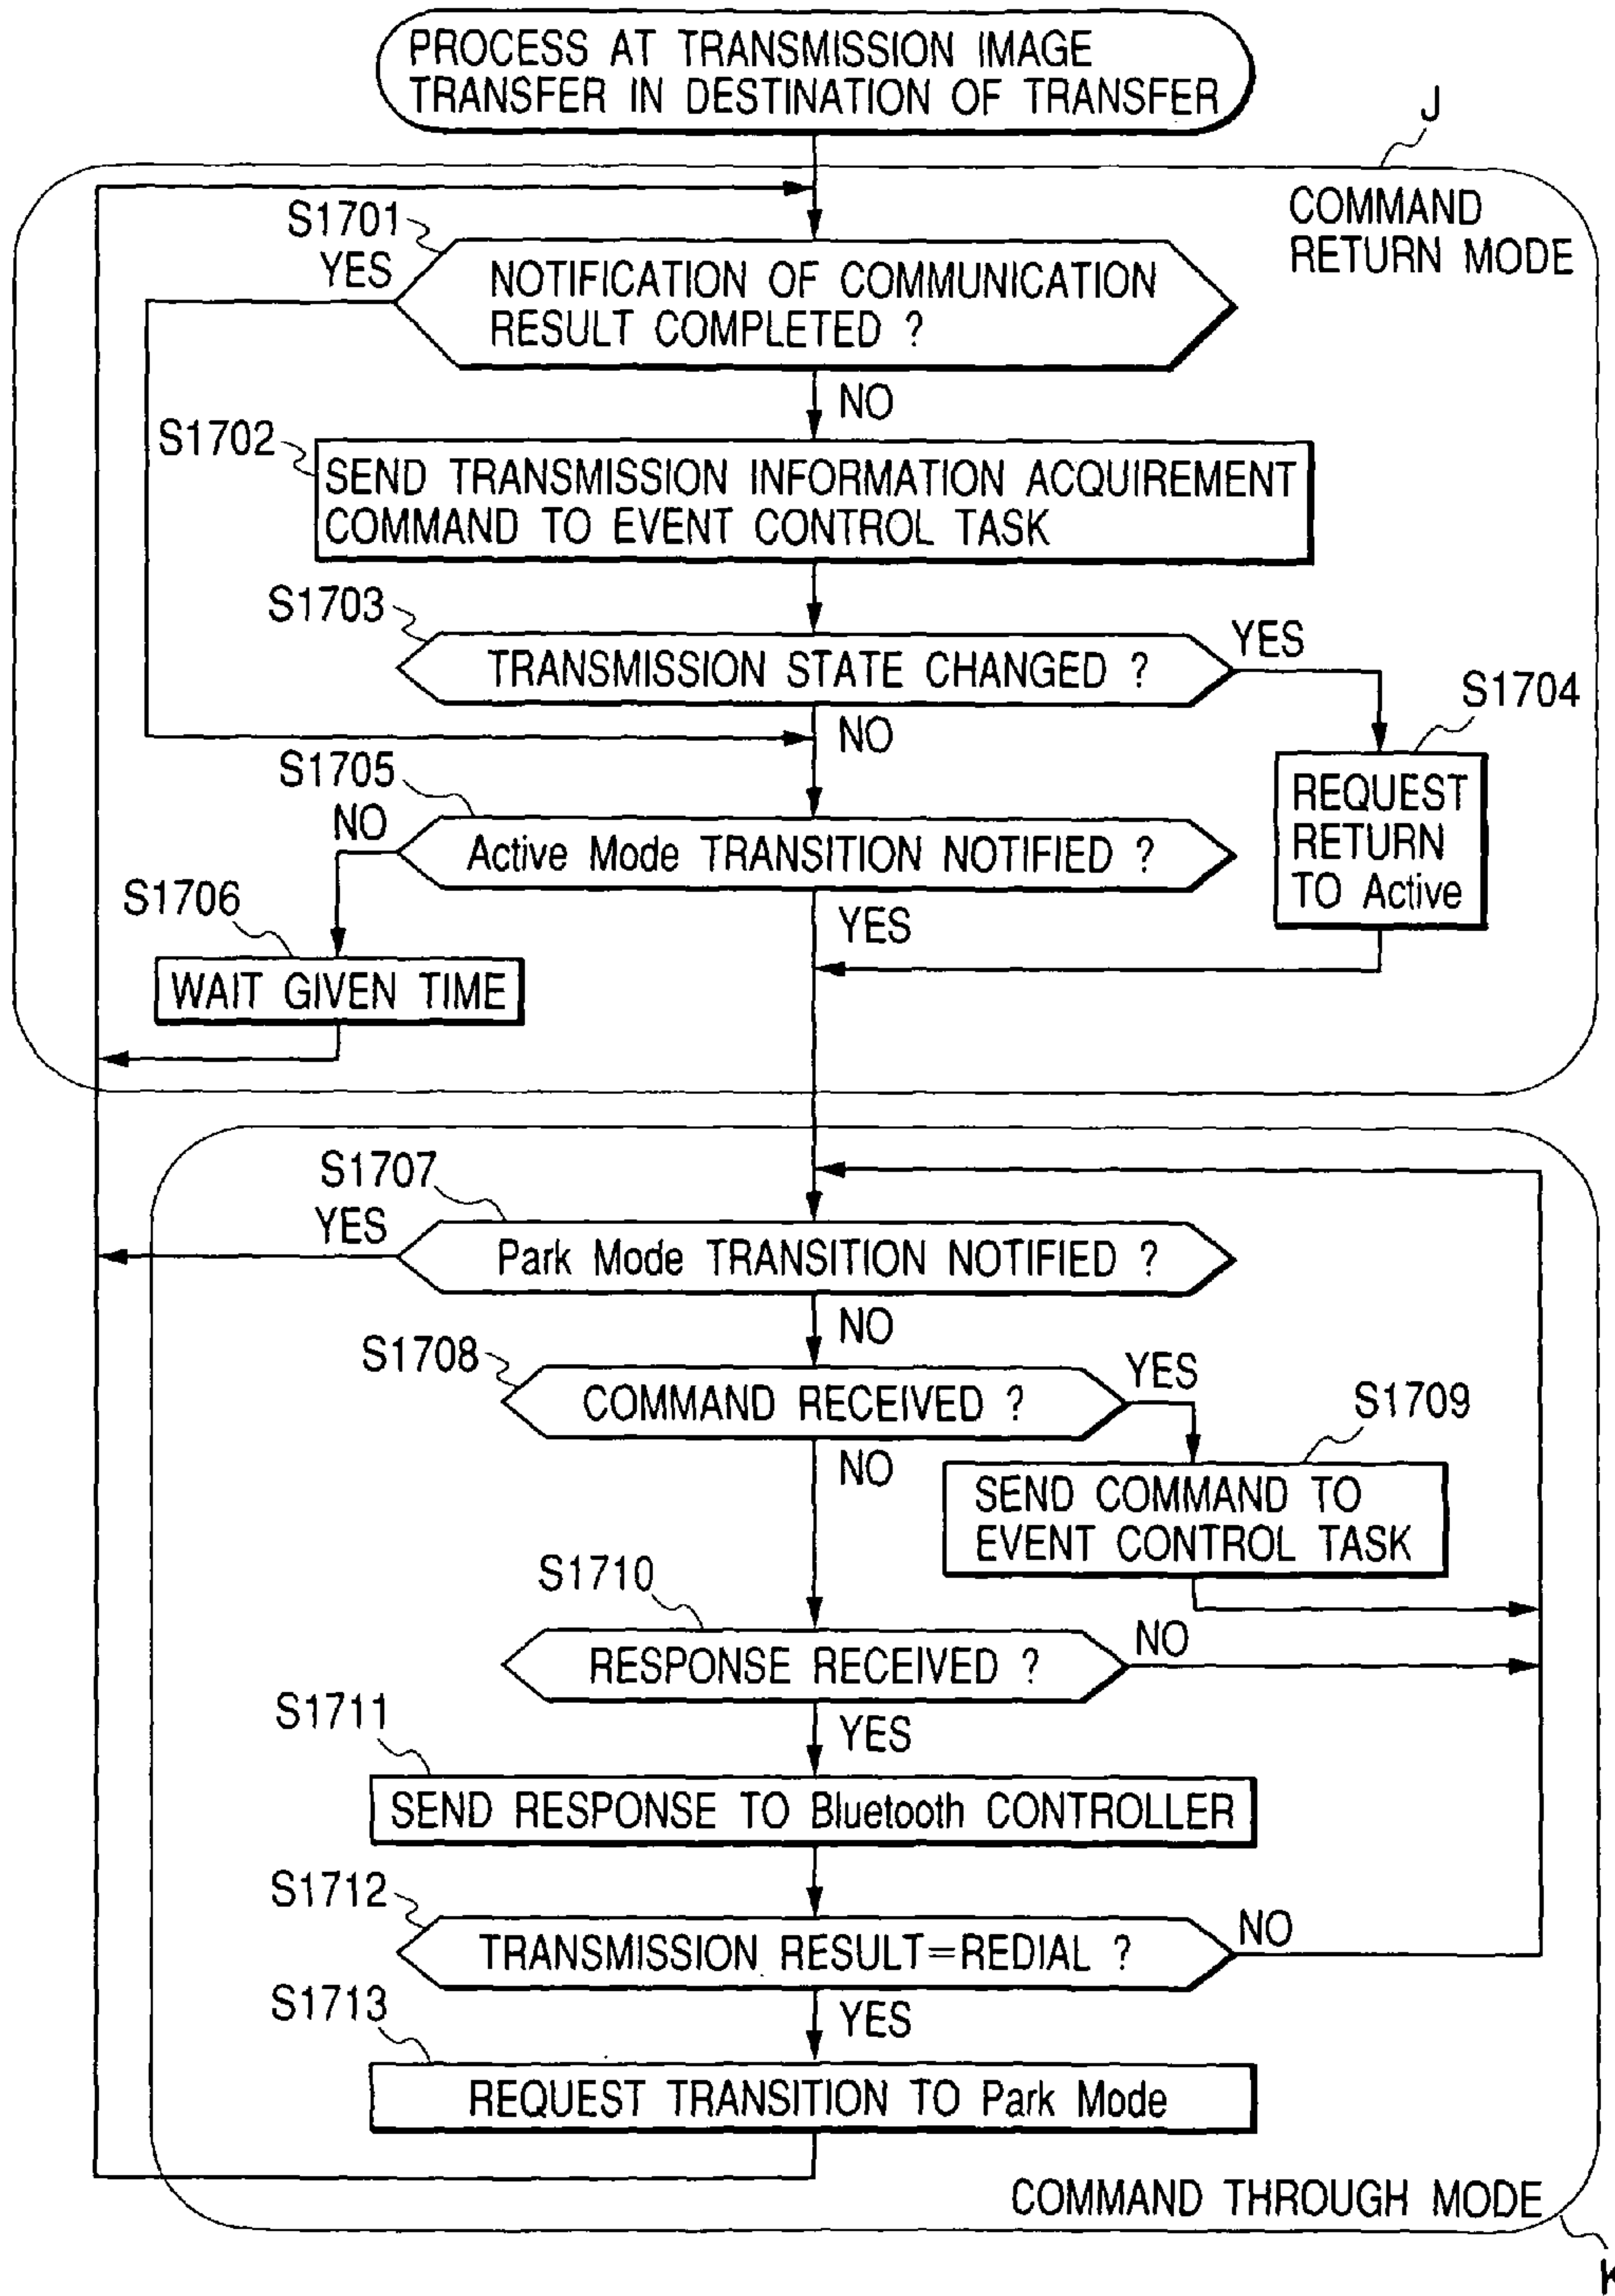 PROCESS AT TRANSMISSION IMAGE
TRANSFER IN DESTINATION OF TRANSFER
J
COMMAND
RETURN MODE
S1701
YES
NOTIFICATION OF COMMUNICATION
RESULT COMPLETED ?
NO
S1702
SEND TRANSMISSION INFORMATION ACQUIREMENT
COMMAND TO EVENT CONTROL TASK
S1703
TRANSMISSION STATE CHANGED ?
YES
NO
S1704
REQUEST
RETURN
TO Active
S1705
NO
Active Mode TRANSITION NOTIFIED ?
YES
S1706
WAIT GIVEN TIME
S1707
YES
Park Mode TRANSITION NOTIFIED ?
NO
S1708
COMMAND RECEIVED ?
YES
NO
S1709
SEND COMMAND TO
EVENT CONTROL TASK
S1710
RESPONSE RECEIVED ?
NO
YES
S1711
SEND RESPONSE TO Bluetooth CONTROLLER
S1712
TRANSMISSION RESULT=REDIAL ?
NO
YES
S1713
REQUEST TRANSITION TO Park Mode
COMMAND THROUGH MODE
K